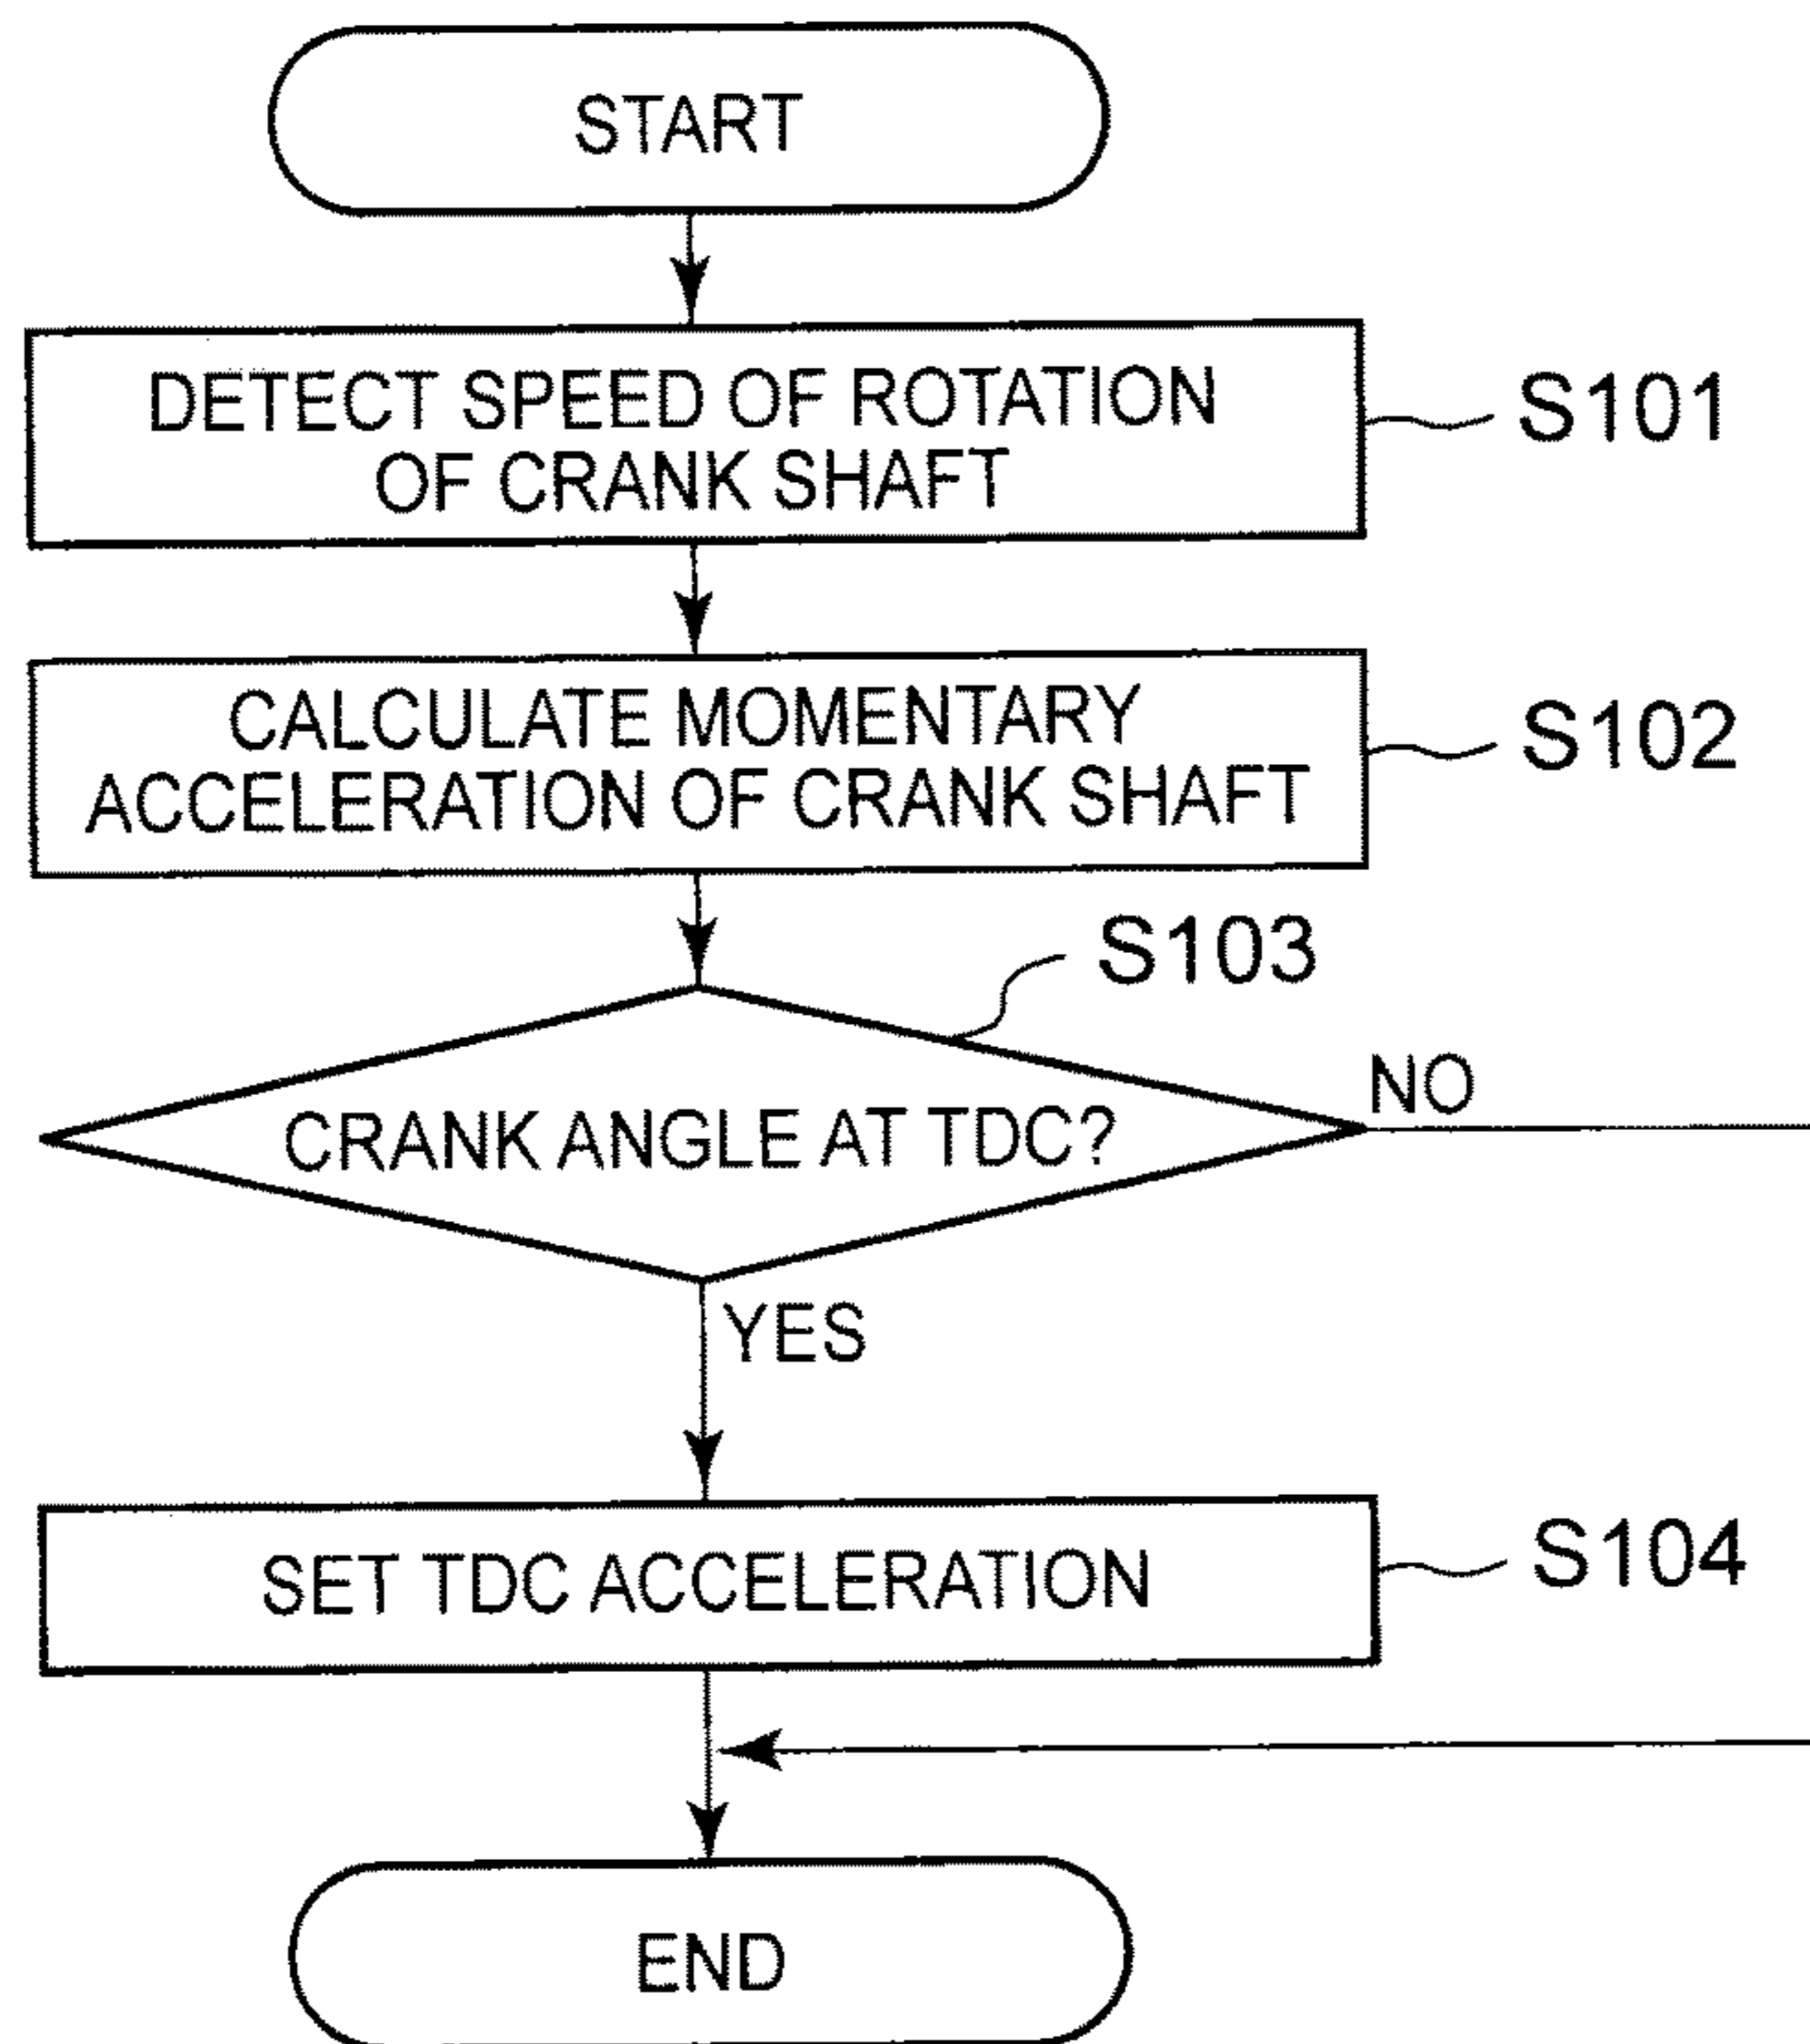 START
DETECT SPEED OF ROTATION
OF CRANK SHAFT
S101
CALCULATE MOMENTARY
ACCELERATION OF CRANK SHAFT
S102
S103
CRANK ANGLE AT TDC?
NO
YES
SET TDC ACCELERATION
S104
END